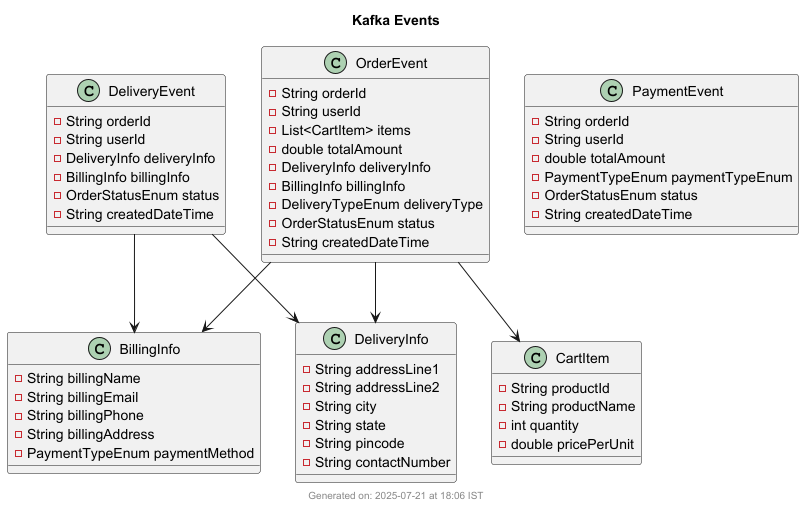 Kafka Events
DeliveryEvent
String orderId
String userId
DeliveryInfo deliveryInfo
BillingInfo billingInfo
OrderStatusEnum status
String createdDateTime
OrderEvent
String orderId
String userId
List<CartItem> items
double totalAmount
DeliveryInfo deliveryInfo
BillingInfo billingInfo
DeliveryTypeEnum deliveryType
OrderStatusEnum status
String createdDateTime
PaymentEvent
String orderId
String userId
double totalAmount
PaymentTypeEnum paymentTypeEnum
OrderStatusEnum status
String createdDateTime
BillingInfo
String billingName
String billingEmail
String billingPhone
String billingAddress
PaymentTypeEnum paymentMethod
DeliveryInfo
String addressLine1
String addressLine2
String city
String state
String pincode
String contactNumber
CartItem
String productId
String productName
int quantity
double pricePerUnit
Generated on: 2025-07-21 at 18:06 IST